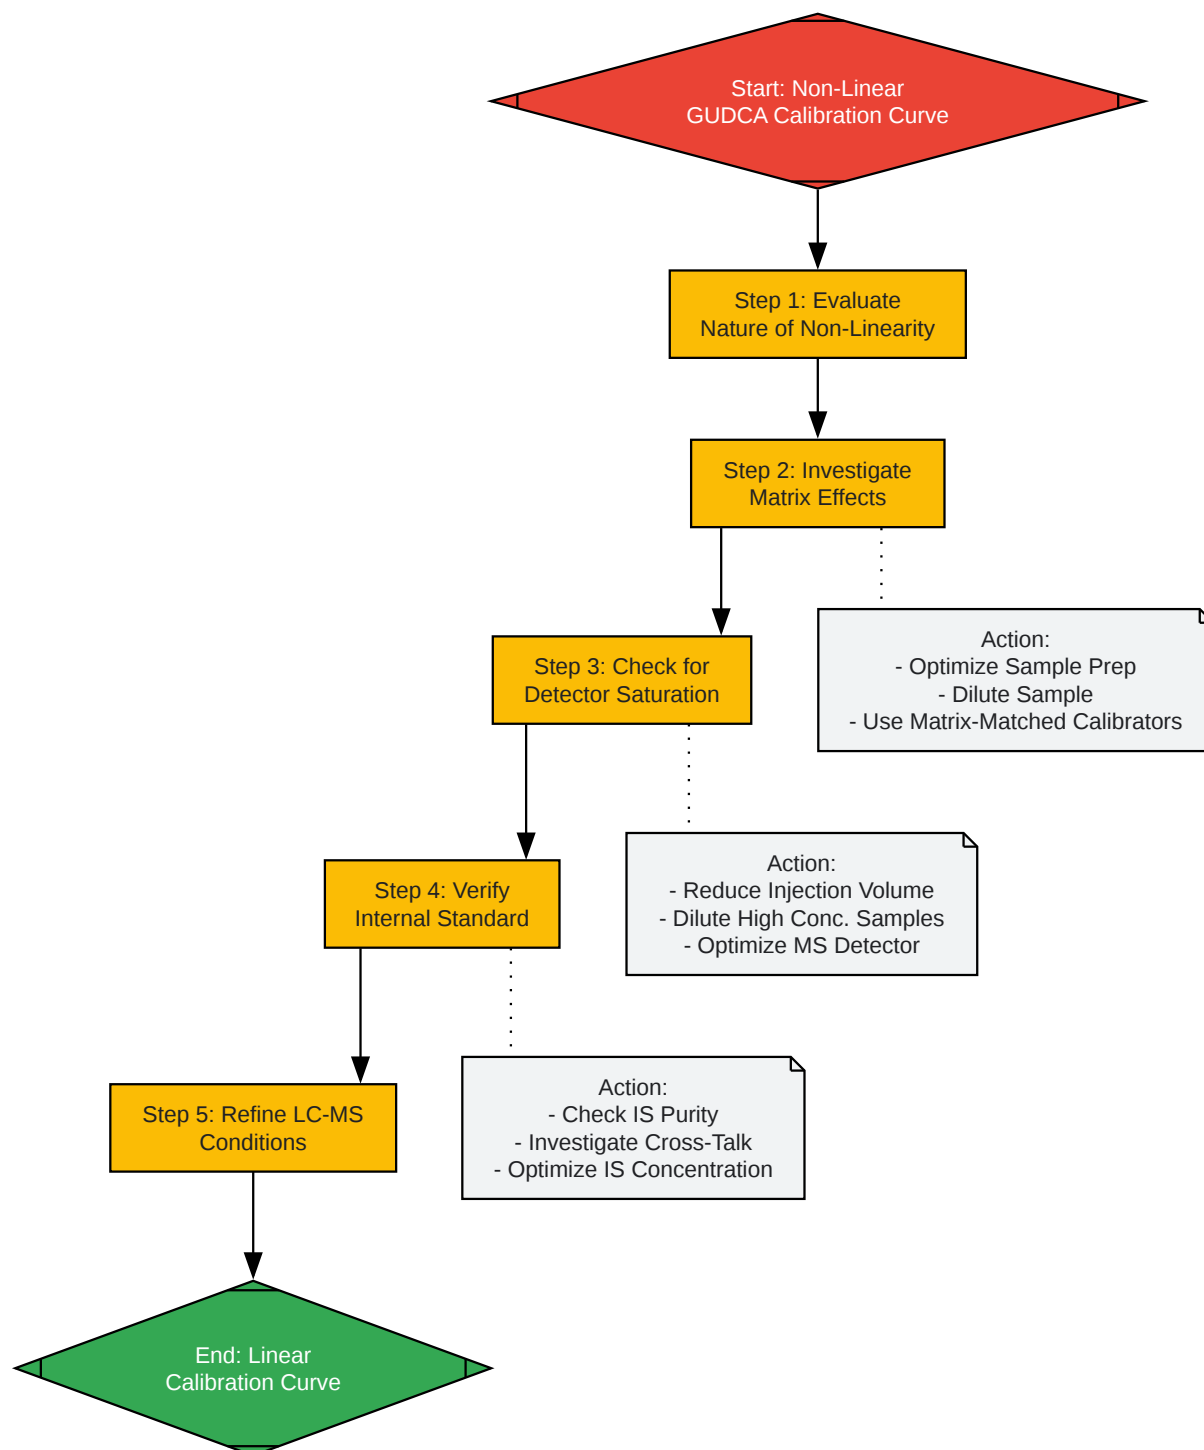 Start: Non-Linear
GUDCA Calibration Curve
Step 1: Evaluate
Nature of Non-Linearity
Step 2: Investigate
Matrix Effects
Action:
- Optimize Sample Prep
- Dilute Sample
- Use Matrix-Matched Calibrators
Step 3: Check for
Detector Saturation
Action:
- Reduce Injection Volume
- Dilute High Conc. Samples
- Optimize MS Detector
Step 4: Verify
Internal Standard
Action:
- Check IS Purity
- Investigate Cross-Talk
- Optimize IS Concentration
Step 5: Refine LC-MS
Conditions
End: Linear
Calibration Curve